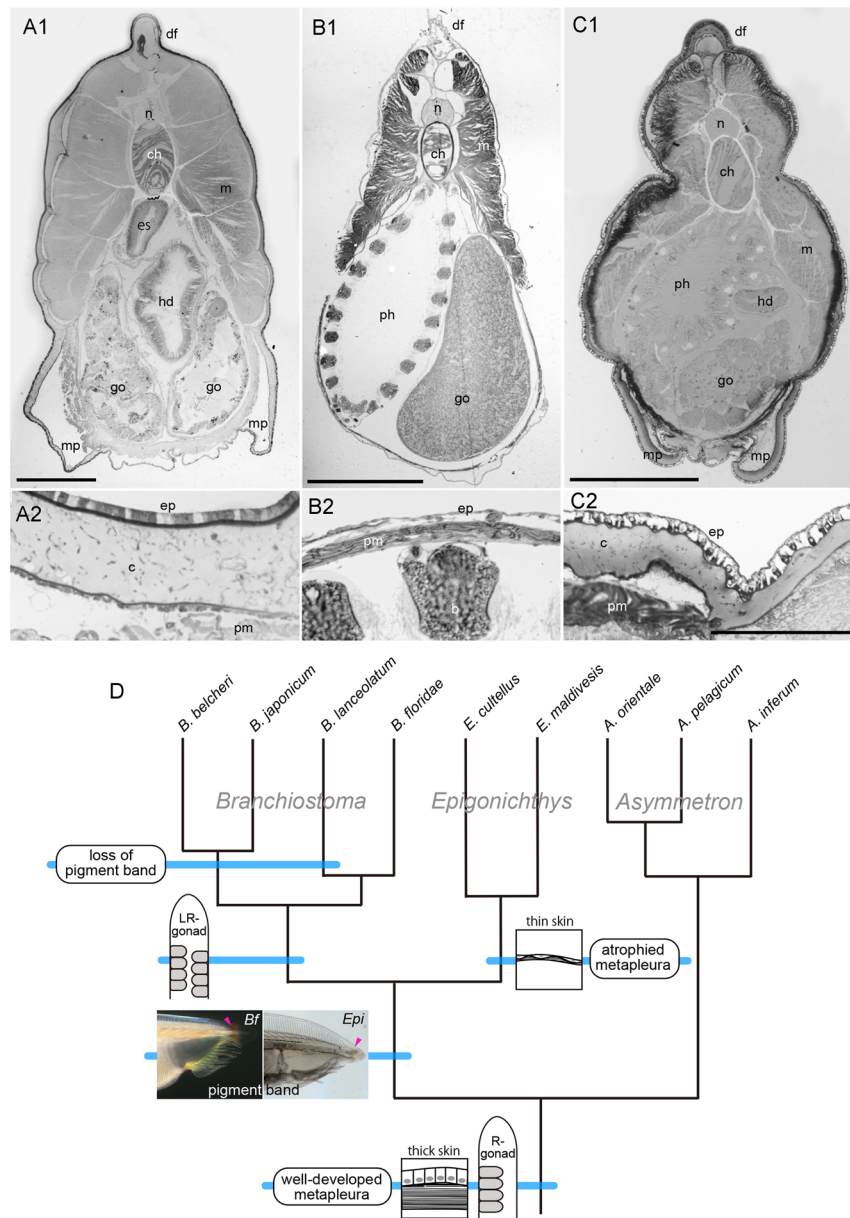 A1
df
n
ch
m
es
hd
go
go
mp
mp
B1
df
n
ch
m
ph
go
C1
df
n
ch
m
ph
hd
go
mp
mp
A2
ep
c
pm
B2
ep
pm
b
C2
ep
c
pm
D
B. belcheri
B. japonicum
B. lanceolatum
B. floridae
E. cultellus
E. maldivesis
A. orientale
A. pelagicum
A. inferum
Branchiostoma
Epigonichthys
Asymmetron
loss of
pigment band
LR-
gonad
thin skin
atrophied
metapleura
Bf
Epi
pigment band
thick skin
R-
gonad
well-developed
metapleura